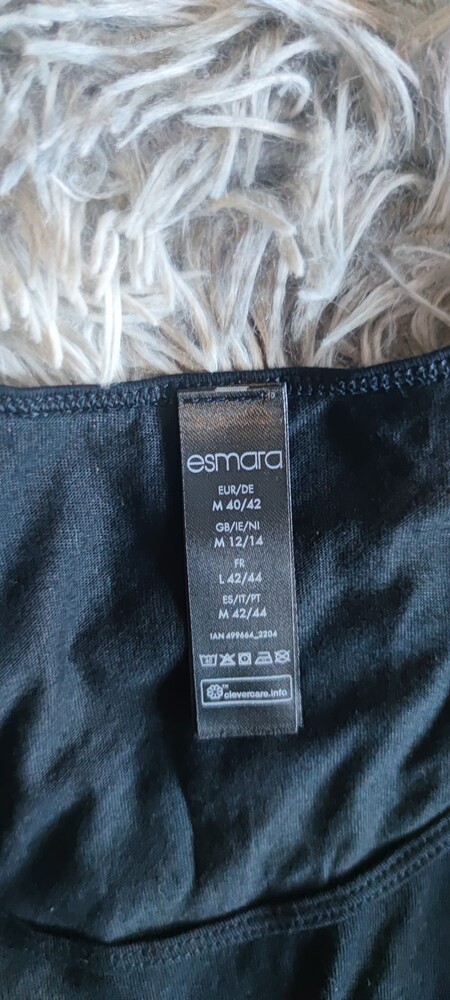 esmara
EUR/DE
M 40/42
GB/IE/NI
M 12/14
FR
L 42/44
ES/IT/PT
M 42/44
IAN 499664_2204
™
clevercare.info